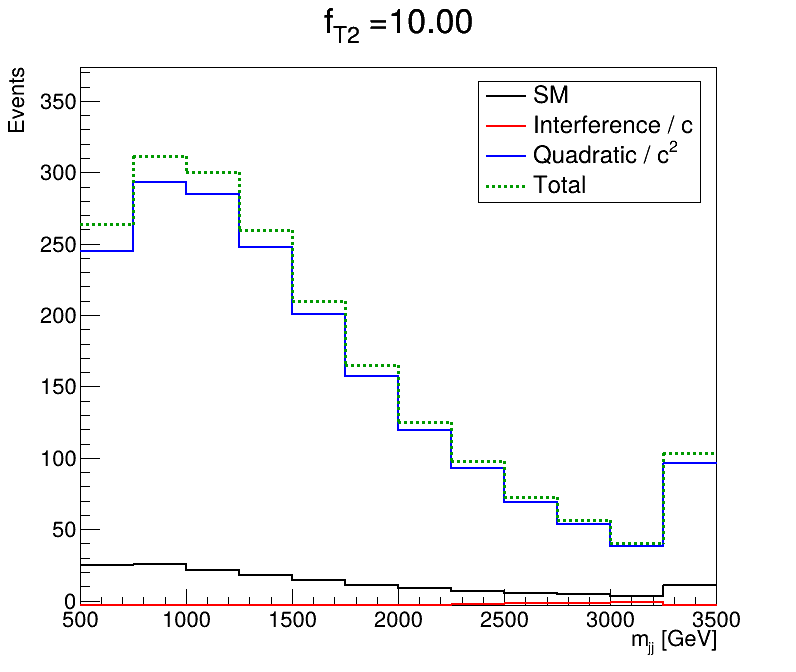 f_T2 =10.00
Events
350
300
250
200
150
100
50
0
SM
Interference / c
Quadratic / c²
Total
500 1000 1500 2000 2500 3000 3500
m_jj [GeV]